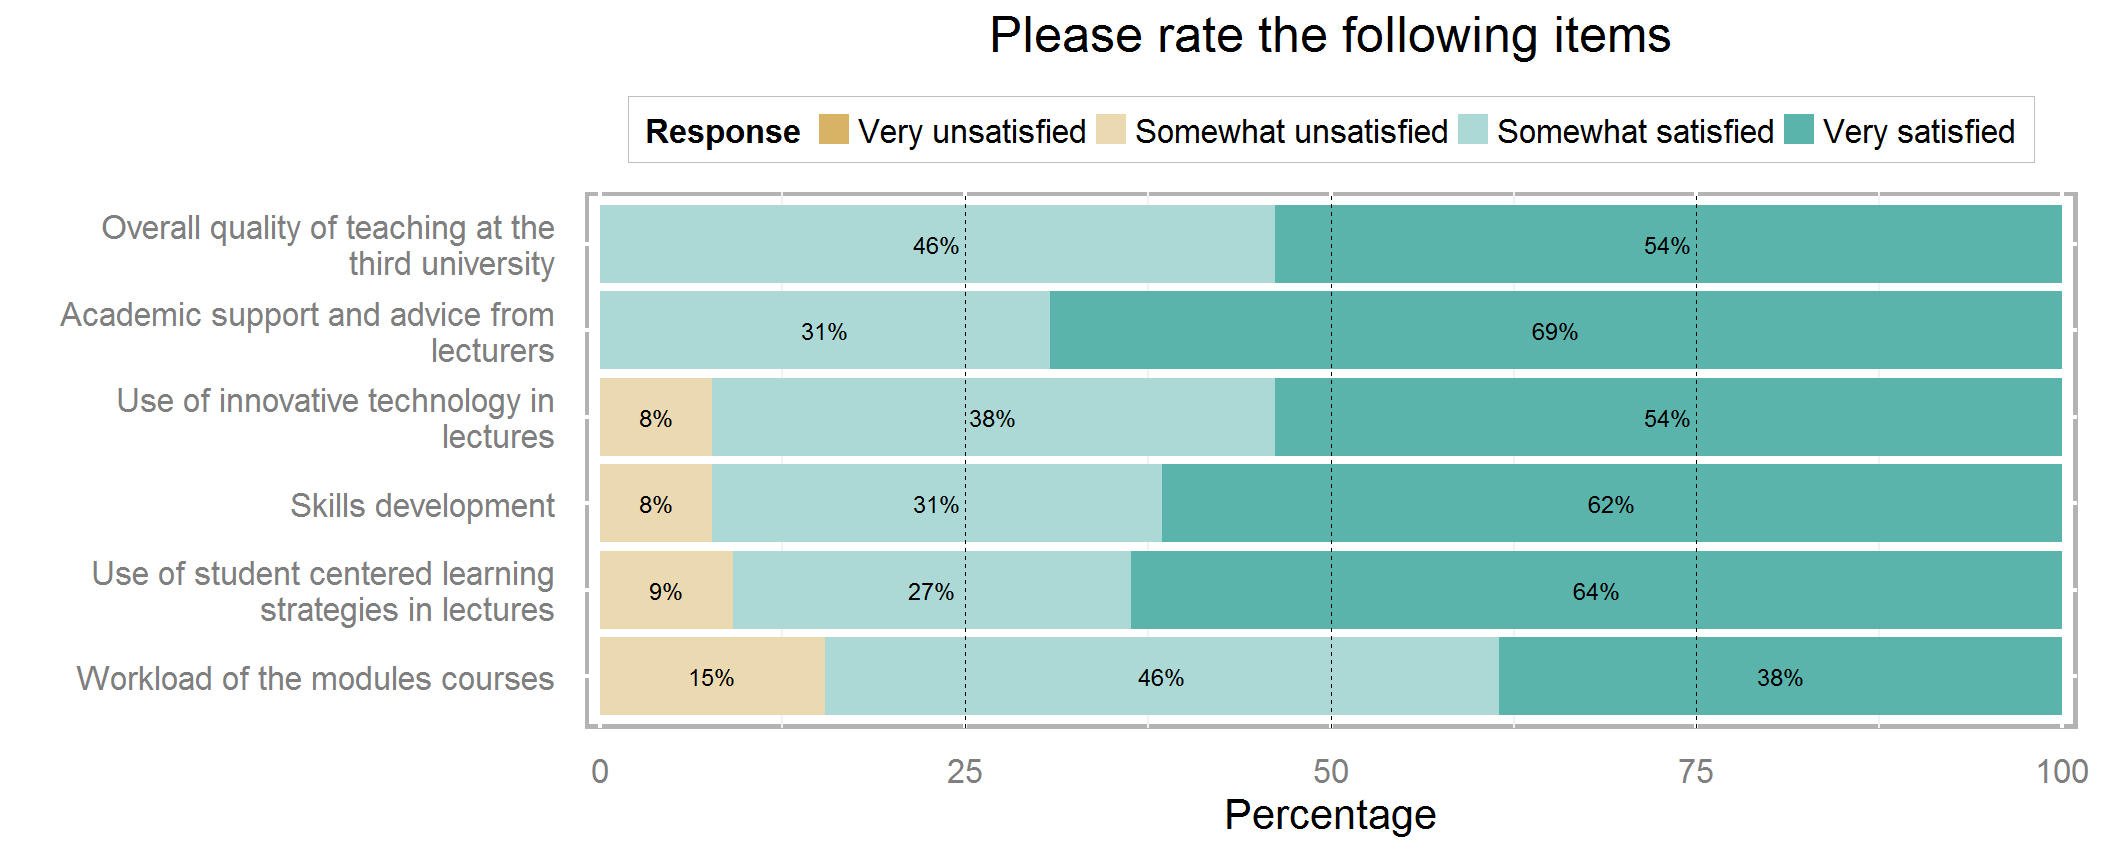 Please rate the following items
Response Very unsatisfied Somewhat unsatisfied Somewhat satisfied Very satisfied
Overall quality of teaching at the
third university
46% 54%
Academic support and advice from
lecturers
31% 69%
Use of innovative technology in
lectures
8% 38% 54%
Skills development
8% 31% 62%
Use of student centered learning
strategies in lectures
9% 27% 64%
Workload of the modules courses
15% 46% 38%
0 25 50 75 100
Percentage